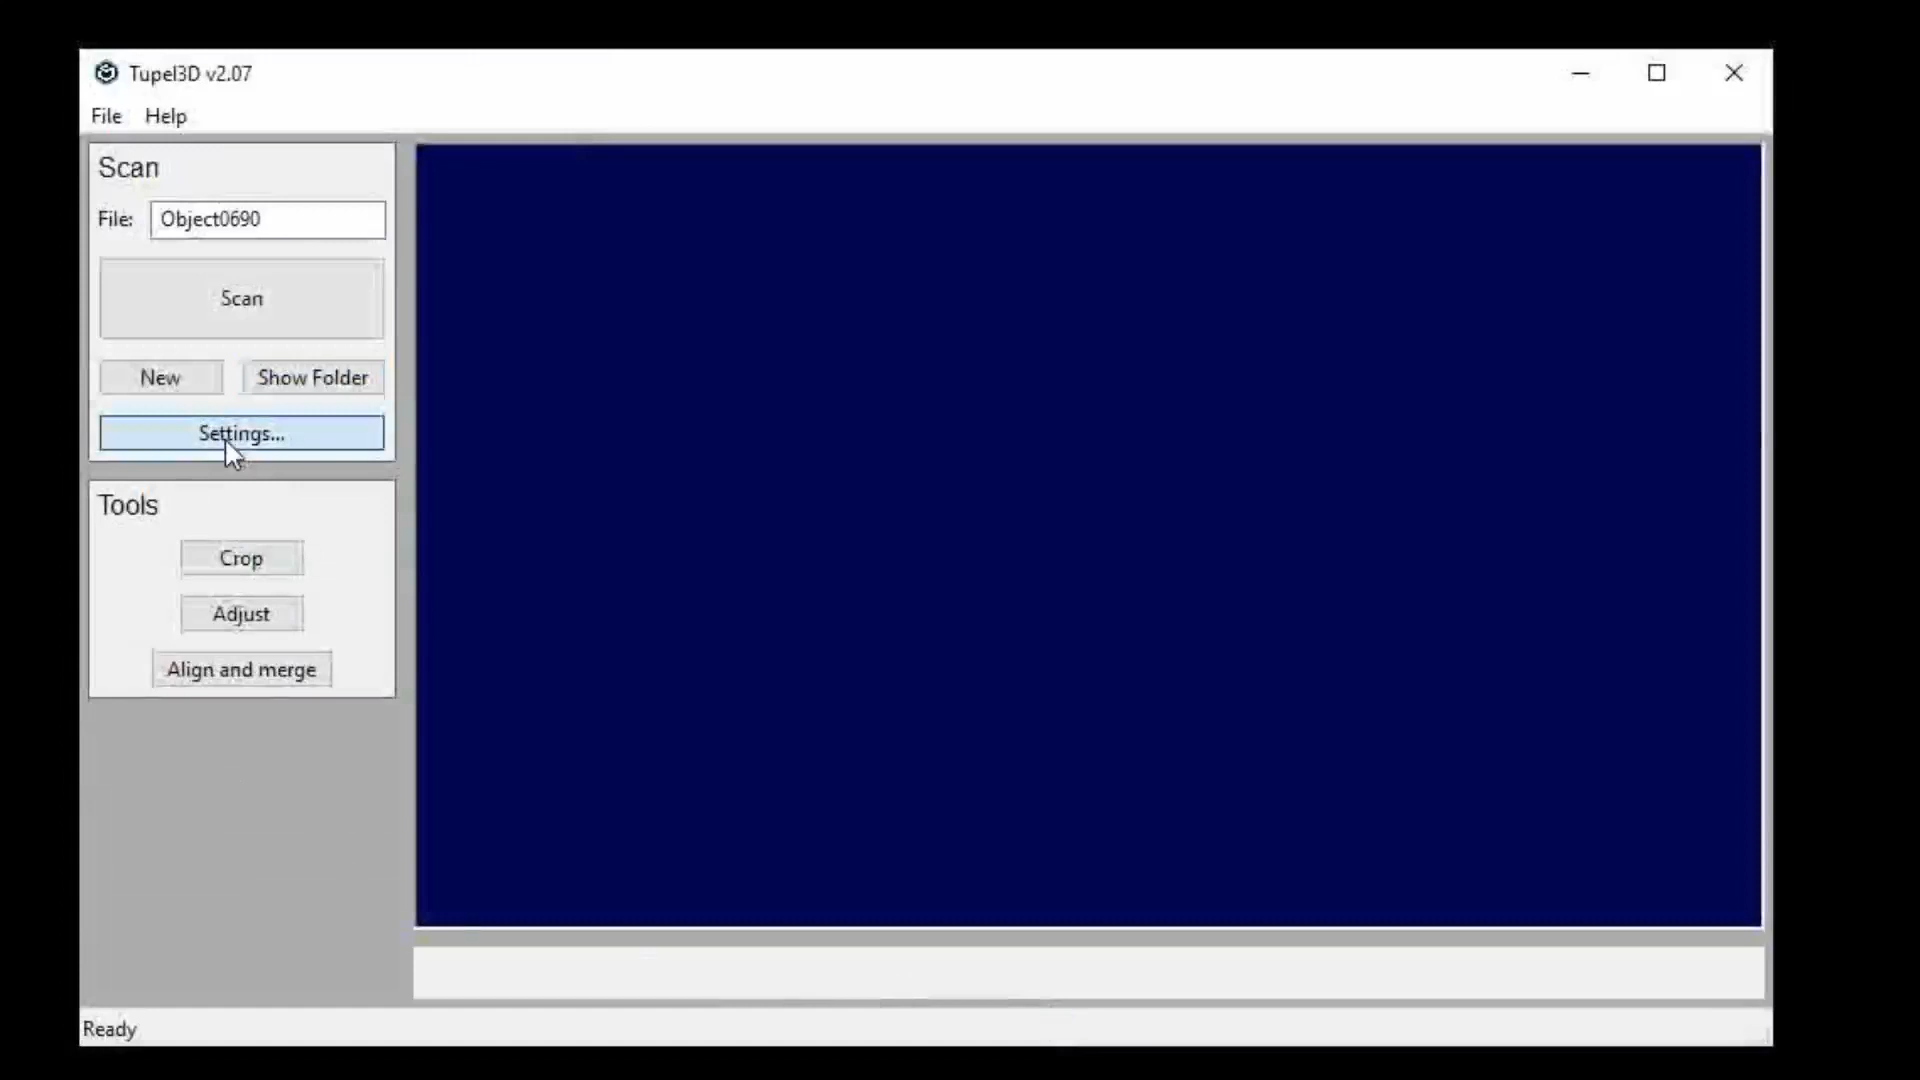 Tupel3D v2.07
File Help
Scan
File: Object0690
Scan
New Show Folder
Settings...
Tools
Crop
Adjust
Align and merge
Ready